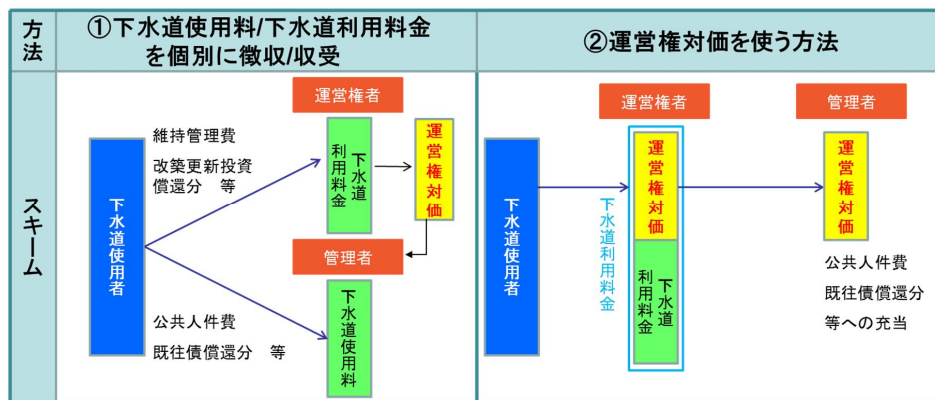 方法
①下水道使用料/下水道利用料金
を個別に徴収/収受
②運営権対価を使う方法
スキーム
下水道使用者
維持管理費
改築更新投資
償還分 等
公共人件費
既往債償還分 等
運営権者
下水道
利用料金
運営権対価
管理者
下水道使用料
下水道使用者
運営権者
下水道利用料金
運営権対価
下水道
利用料金
管理者
運営権対価
公共人件費
既往債償還分
等への充当